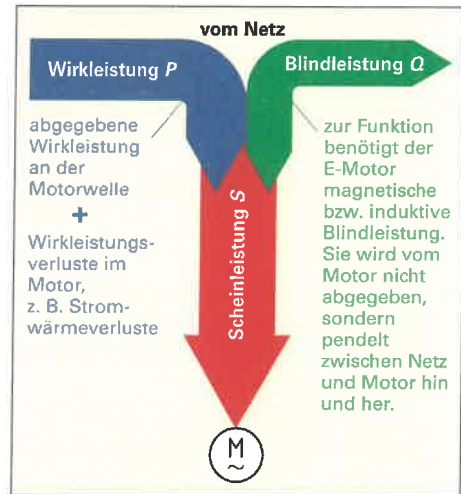 vom Netz
Wirkleistung P
Blindleistung Q
abgegebene
Wirkleistung
an der
Motorwelle
+
Wirkleistungs-
verluste im
Motor,
z. B. Strom-
wärmeverluste
Scheinleistung S
zur Funktion
benötigt der
E-Motor
magnetische
bzw. induktive
Blindleistung.
Sie wird vom
Motor nicht
abgegeben,
sondern
pendelt
zwischen Netz
und Motor hin
und her.
M
~